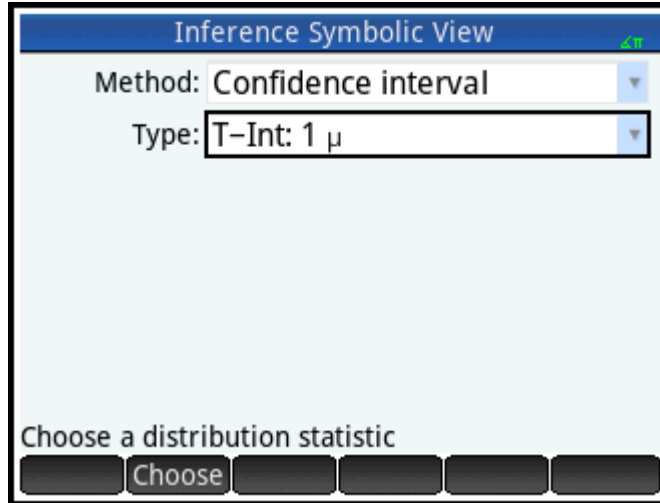 Inference Symbolic View
∡π
Method: Confidence interval
Type: T−Int: 1 μ
Choose a distribution statistic
Choose